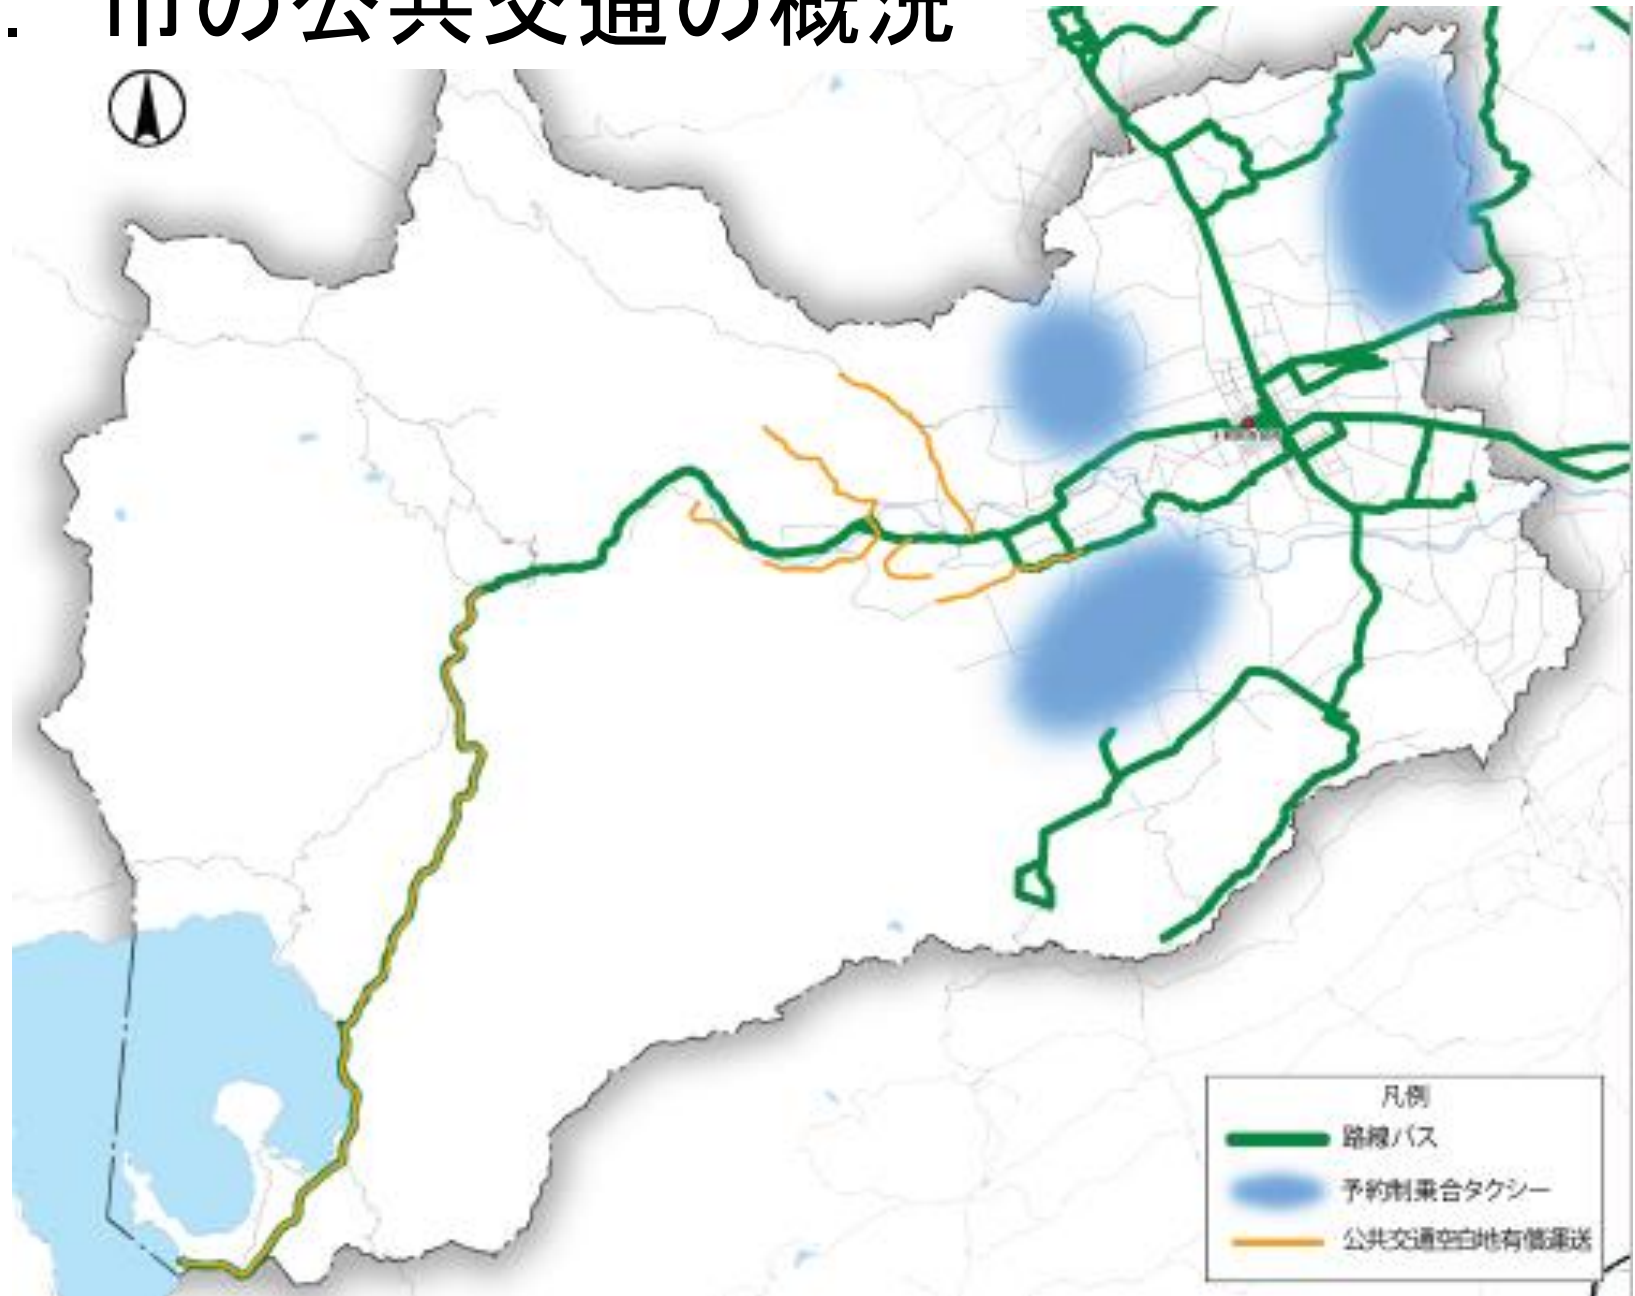 . 市の公共交通の概況
凡例
路線バス
予約制乗合タクシー
公共交通空白地有償運送